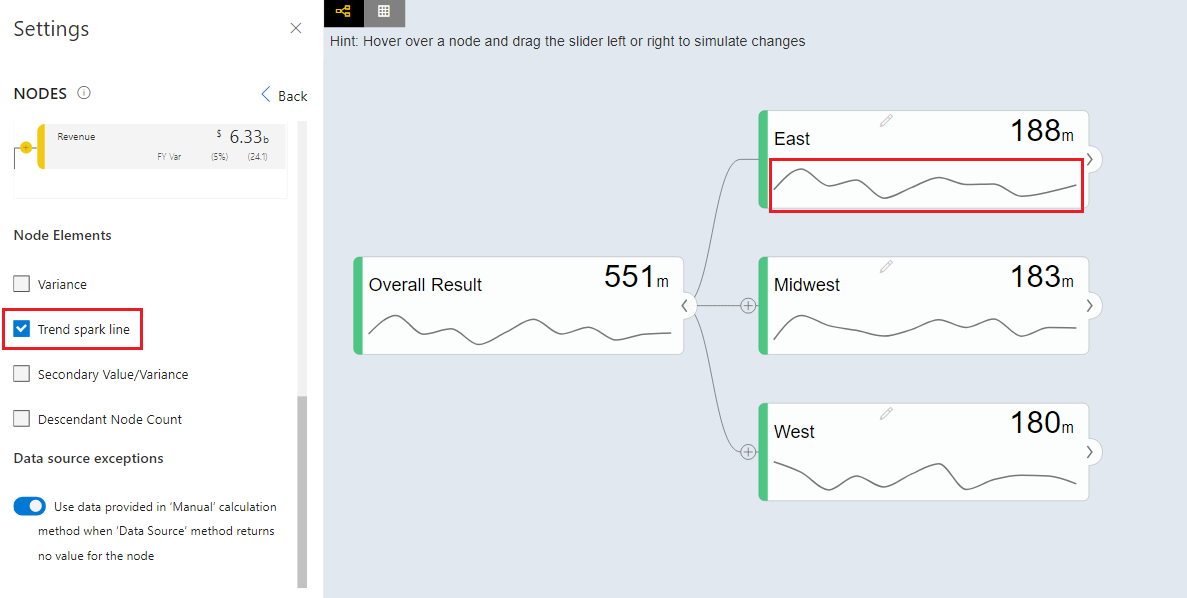 Settings
NODES
Back
Revenue
$ 6.33b
FY Var (5%) (24.1)
Node Elements
Variance
Trend spark line
Secondary Value/Variance
Descendant Node Count
Data source exceptions
Use data provided in 'Manual' calculation
method when 'Data Source' method returns
no value for the node
Hint: Hover over a node and drag the slider left or right to simulate changes
Overall Result
551m
East
188m
Midwest
183m
West
180m